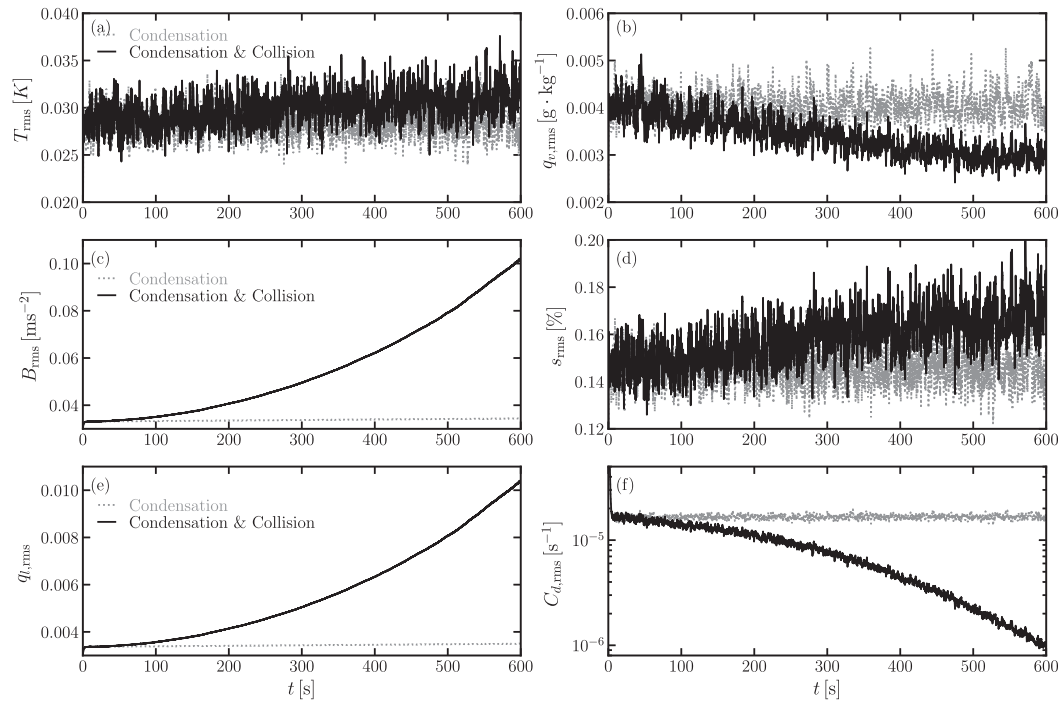 (a)
Condensation
Condensation & Collision
T_rms [K]
0.040
0.035
0.030
0.025
0.020
0 100 200 300 400 500 600
(b)
q_v,rms [g · kg⁻¹]
0.006
0.005
0.004
0.003
0.002
0 100 200 300 400 500 600
(c)
Condensation
Condensation & Collision
B_rms [ms⁻²]
0.10
0.08
0.06
0.04
0 100 200 300 400 500 600
(d)
s_rms [%]
0.20
0.18
0.16
0.14
0.12
0 100 200 300 400 500 600
(e)
Condensation
Condensation & Collision
q_l,rms
0.010
0.008
0.006
0.004
0 100 200 300 400 500 600
t [s]
(f)
C_d,rms [s⁻¹]
10⁻⁵
10⁻⁶
0 100 200 300 400 500 600
t [s]